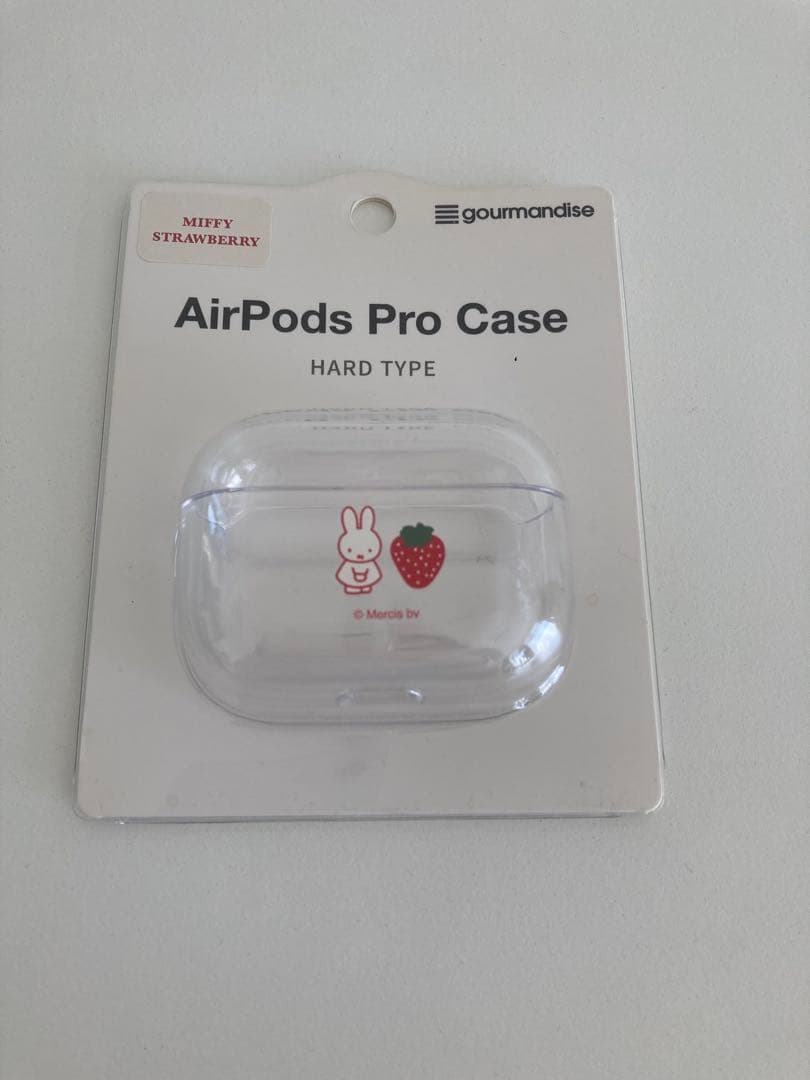 MIFFY
STRAWBERRY
gourmandise
AirPods Pro Case
HARD TYPE
© Mercis bv